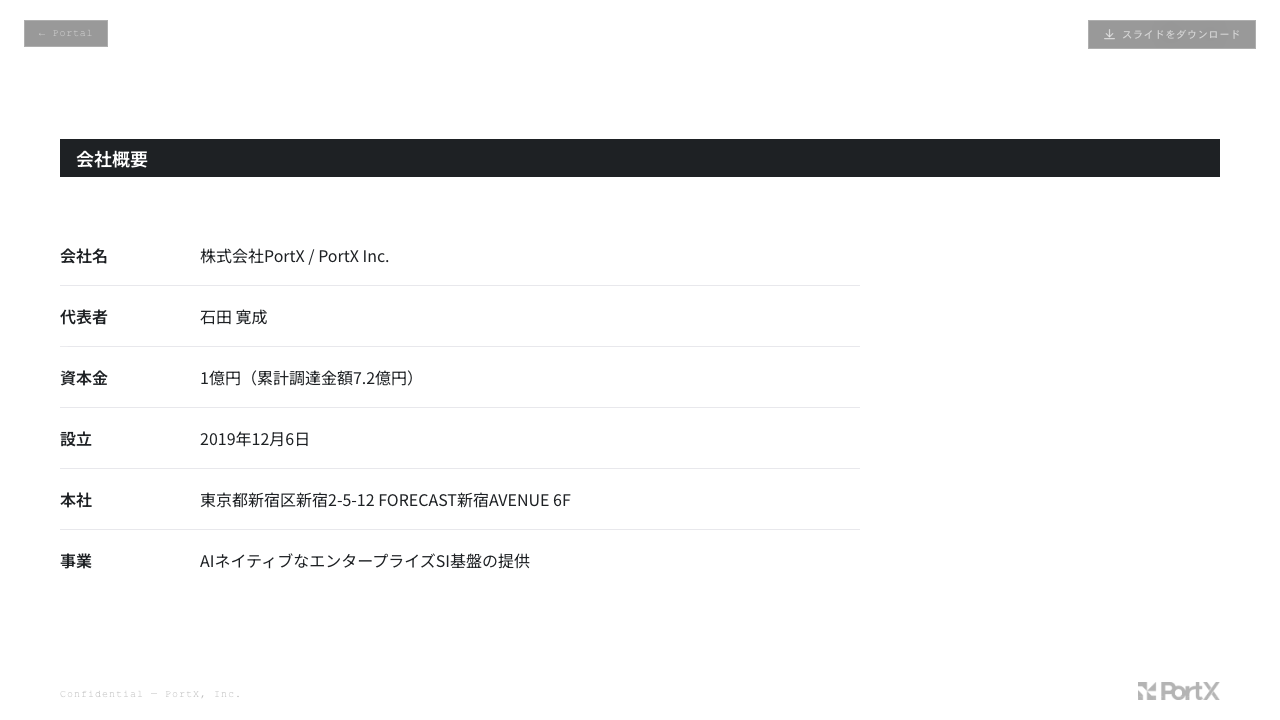 ← Portal
スライドをダウンロード
会社概要
会社名 株式会社PortX / PortX Inc.
代表者 石田 寛成
資本金 1億円（累計調達金額7.2億円）
設立 2019年12月6日
本社 東京都新宿区新宿2-5-12 FORECAST新宿AVENUE 6F
事業 AIネイティブなエンタープライズSI基盤の提供
Confidential — PortX, Inc.
PortX